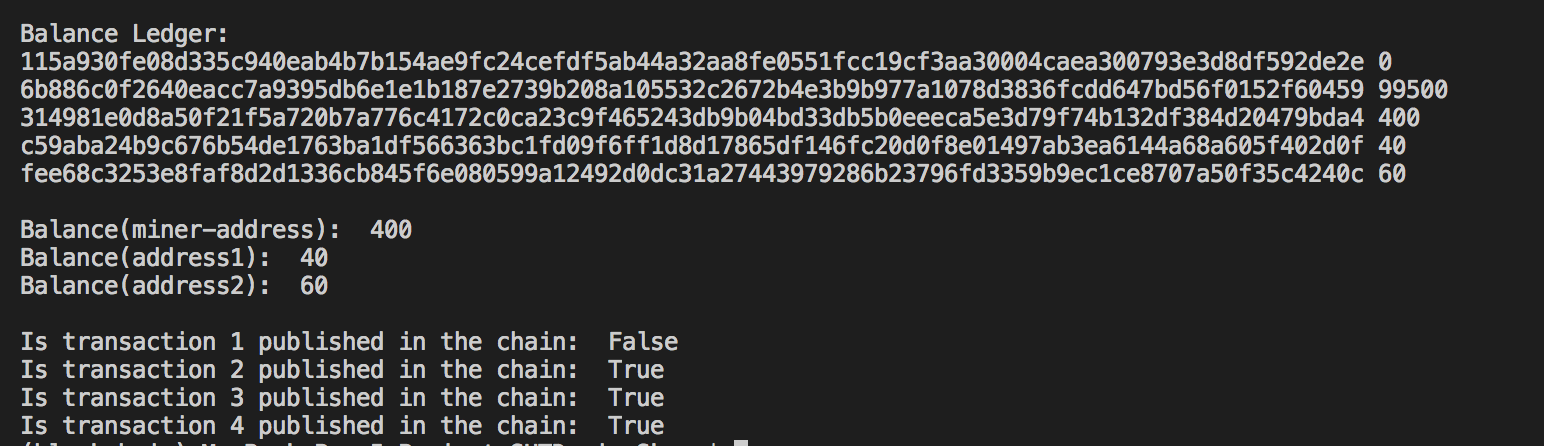 Balance Ledger:
115a930fe08d335c940eab4b7b154ae9fc24cefdf5ab44a32aa8fe0551fcc19cf3aa30004caea300793e3d8df592de2e 0
6b886c0f2640eacc7a9395db6e1e1b187e2739b208a105532c2672b4e3b9b977a1078d3836fcdd647bd56f0152f60459 99500
314981e0d8a50f21f5a720b7a776c4172c0ca23c9f465243db9b04bd33db5b0eeeca5e3d79f74b132df384d20479bda4 400
c59aba24b9c676b54de1763ba1df566363bc1fd09f6ff1d8d17865df146fc20d0f8e01497ab3ea6144a68a605f402d0f 40
fee68c3253e8faf8d2d1336cb845f6e080599a12492d0dc31a27443979286b23796fd3359b9ec1ce8707a50f35c4240c 60
Balance(miner-address): 400
Balance(address1): 40
Balance(address2): 60
Is transaction 1 published in the chain: False
Is transaction 2 published in the chain: True
Is transaction 3 published in the chain: True
Is transaction 4 published in the chain: True